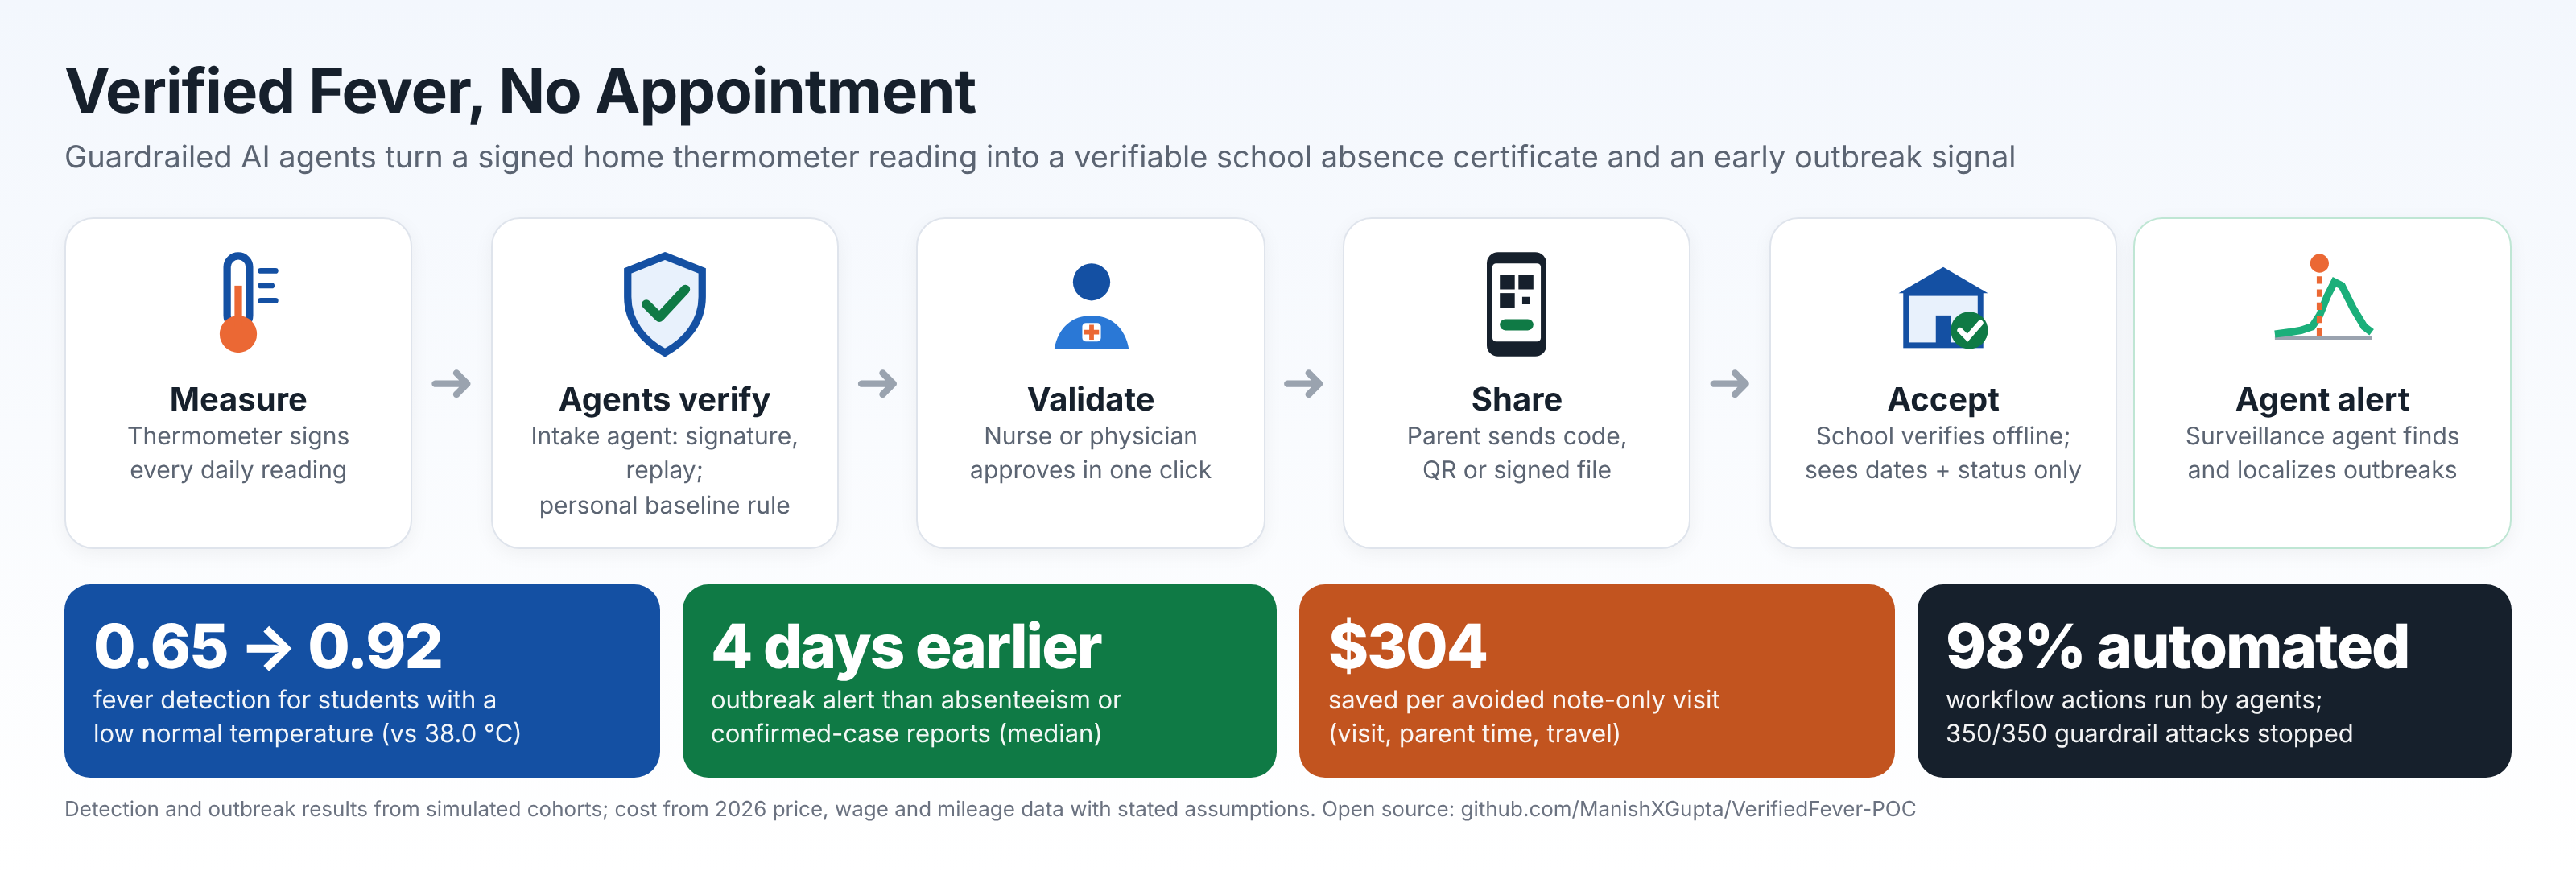 Verified Fever, No Appointment
Guardrailed AI agents turn a signed home thermometer reading into a verifiable school absence certificate and an early outbreak signal
Measure
Thermometer signs
every daily reading
Agents verify
Intake agent: signature,
replay;
personal baseline rule
Validate
Nurse or physician
approves in one click
Share
Parent sends code,
QR or signed file
Accept
School verifies offline;
sees dates + status only
Agent alert
Surveillance agent finds
and localizes outbreaks
0.65 → 0.92
fever detection for students with a
low normal temperature (vs 38.0 °C)
4 days earlier
outbreak alert than absenteeism or
confirmed-case reports (median)
$304
saved per avoided note-only visit
(visit, parent time, travel)
98% automated
workflow actions run by agents;
350/350 guardrail attacks stopped
Detection and outbreak results from simulated cohorts; cost from 2026 price, wage and mileage data with stated assumptions. Open source: github.com/ManishXGupta/VerifiedFever-POC